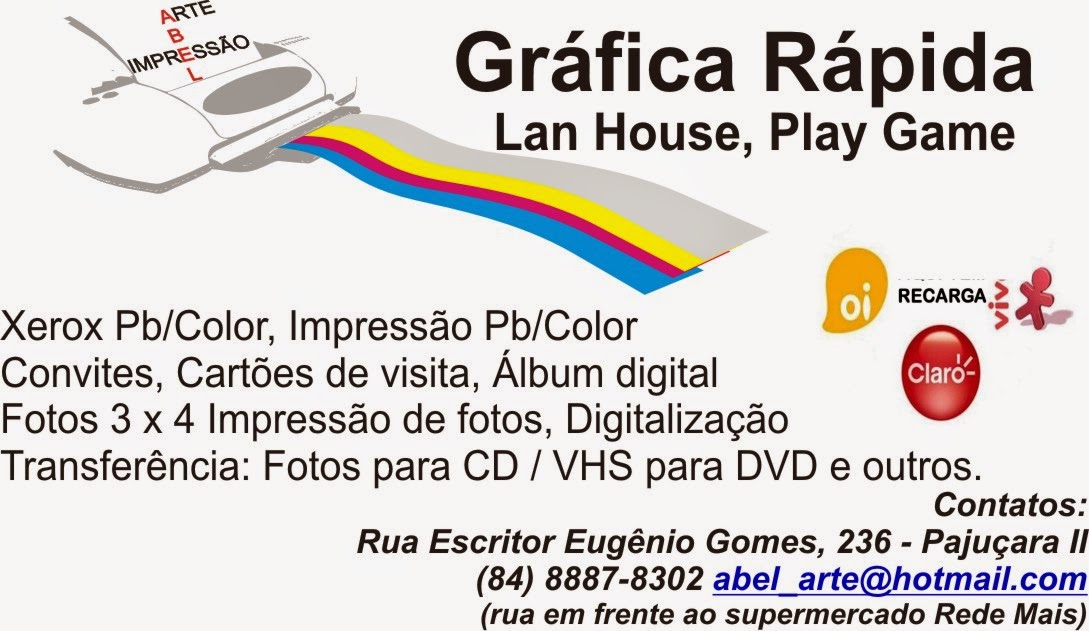 ARTE
ABEL
IMPRESSÃO
Gráfica Rápida
Lan House, Play Game
oi
RECARGA
vivo
Claro
Xerox Pb/Color, Impressão Pb/Color
Convites, Cartões de visita, Álbum digital
Fotos 3 x 4 Impressão de fotos, Digitalização
Transferência: Fotos para CD / VHS para DVD e outros.
Contatos:
Rua Escritor Eugênio Gomes, 236 - Pajuçara II
(84) 8887-8302 abel_arte@hotmail.com
(rua em frente ao supermercado Rede Mais)